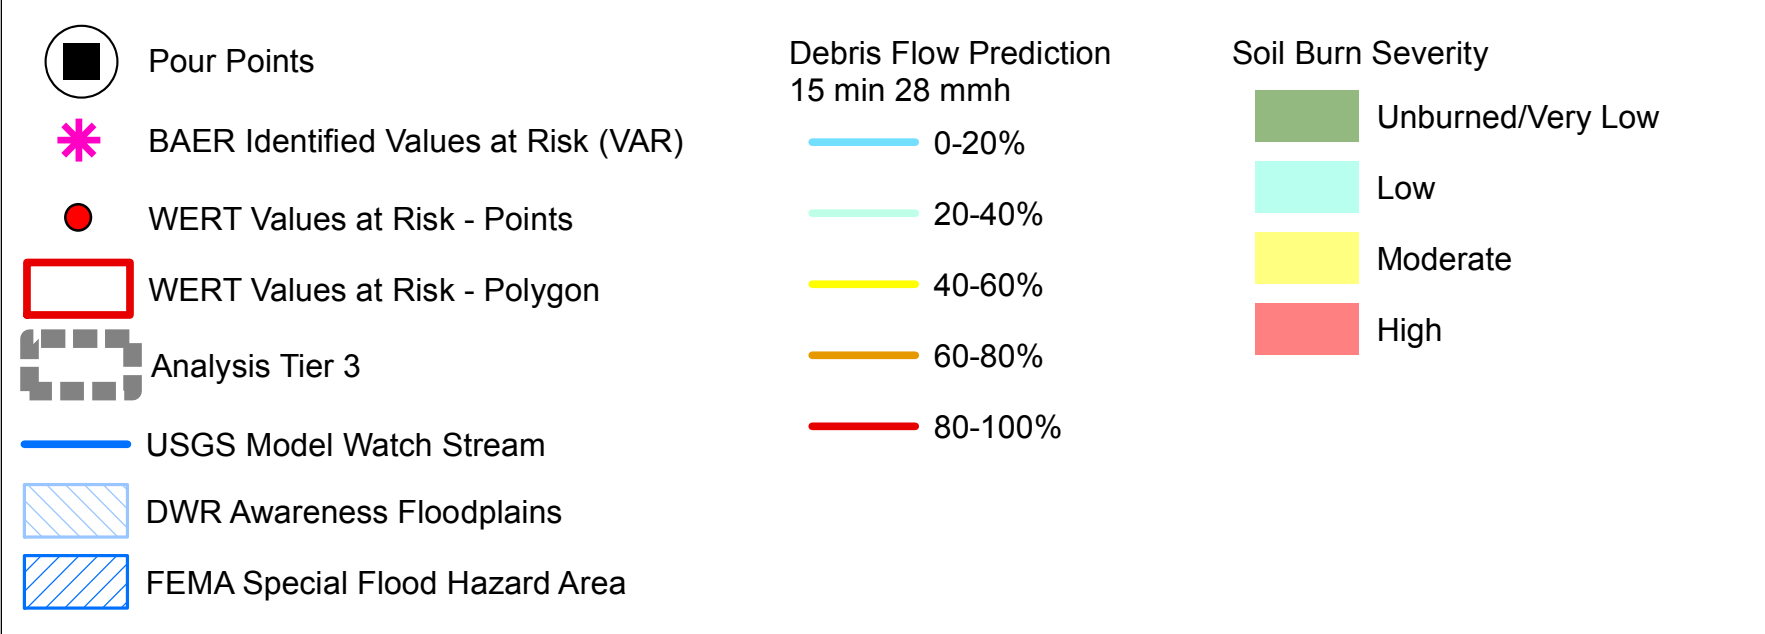 Pour Points
BAER Identified Values at Risk (VAR)
WERT Values at Risk - Points
WERT Values at Risk - Polygon
Analysis Tier 3
USGS Model Watch Stream
DWR Awareness Floodplains
FEMA Special Flood Hazard Area
Debris Flow Prediction
15 min 28 mmh
0-20%
20-40%
40-60%
60-80%
80-100%
Soil Burn Severity
Unburned/Very Low
Low
Moderate
High